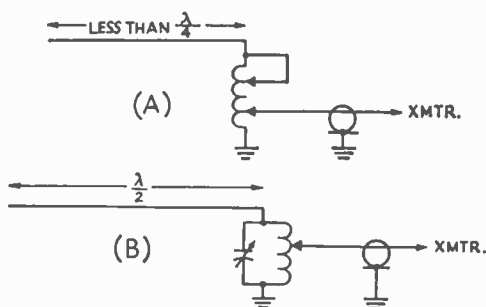 LESS THAN λ/4
(A)
XMTR.
λ/2
(B)
XMTR.